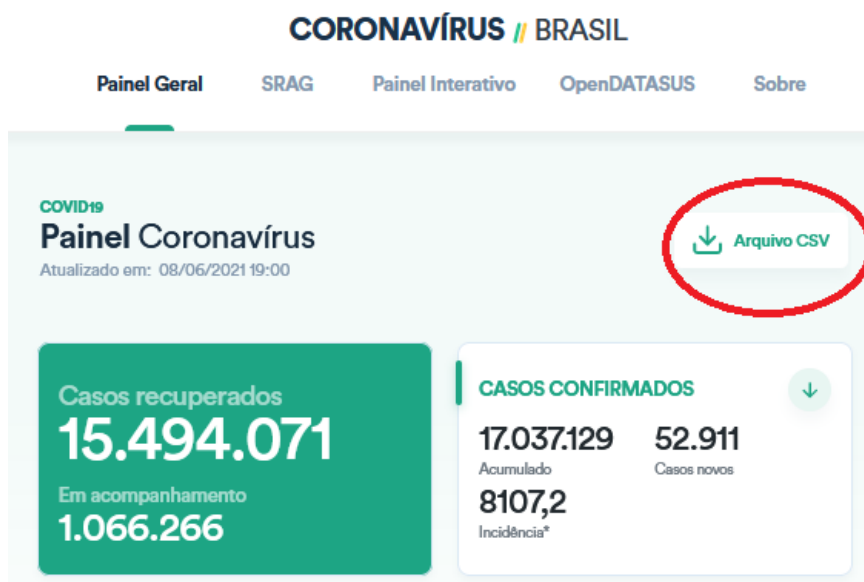 CORONAVÍRUS // BRASIL
Painel Geral SRAG Painel Interativo OpenDATASUS Sobre
COVID19
Painel Coronavírus
Atualizado em: 08/06/2021 19:00
Arquivo CSV
Casos recuperados
15.494.071
Em acompanhamento
1.066.266
CASOS CONFIRMADOS
17.037.129 52.911
Acumulado Casos novos
8107,2
Incidência*